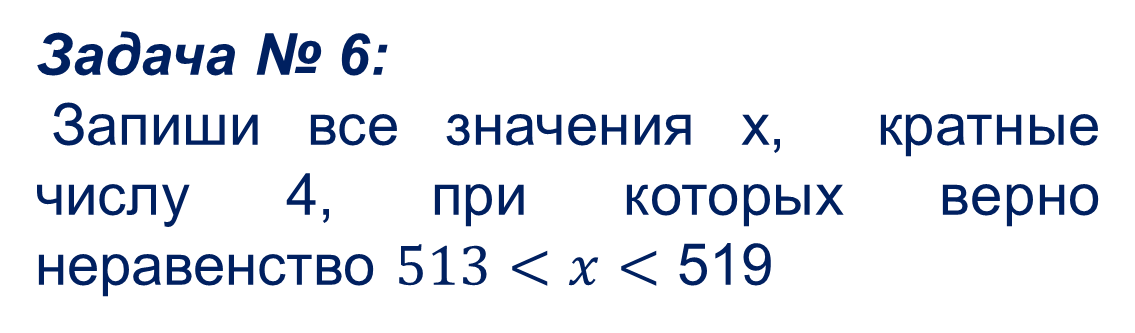 Задача № 6:
Запиши все значения х, кратные
числу 4, при которых верно
неравенство 513 < 𝑥 < 519